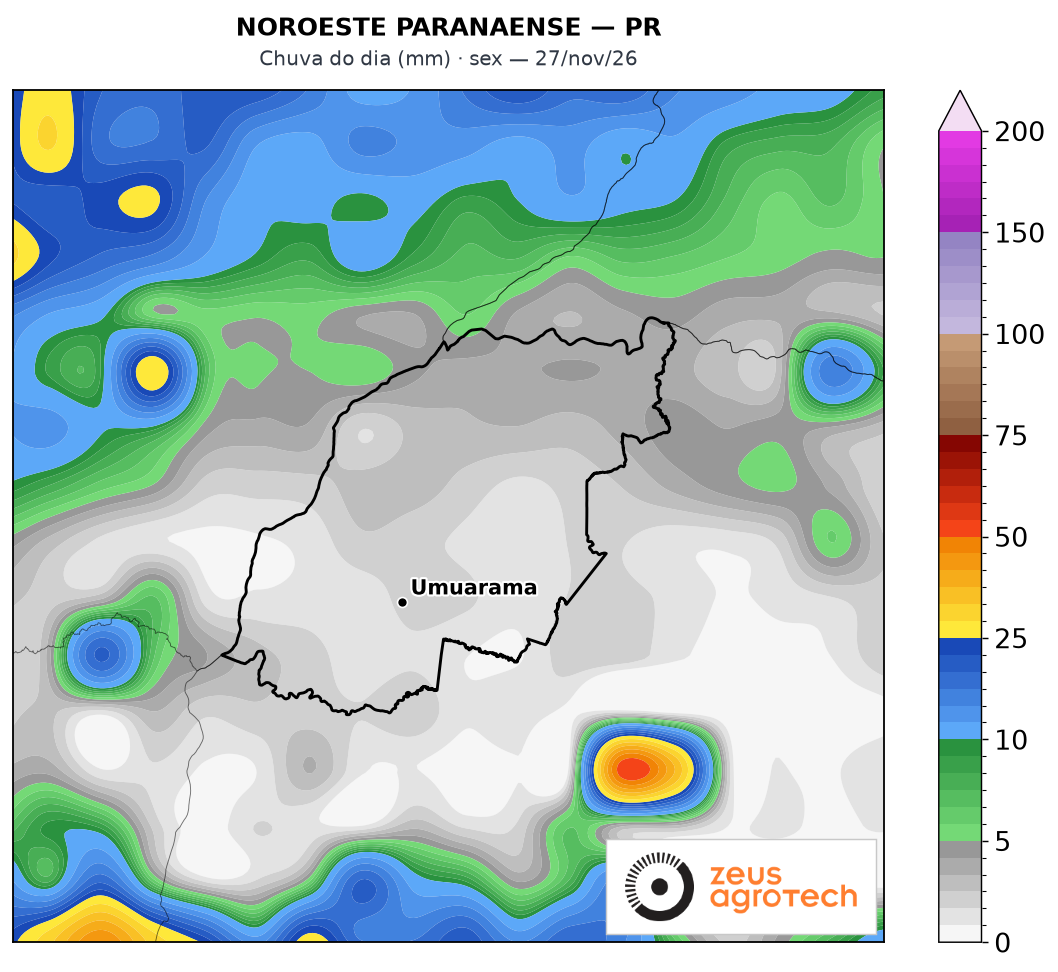 NOROESTE PARANAENSE — PR
Chuva do dia (mm) · sex — 27/nov/26
200
150
100
75
50
25
10
5
0
Umuarama
zeus
agrotech